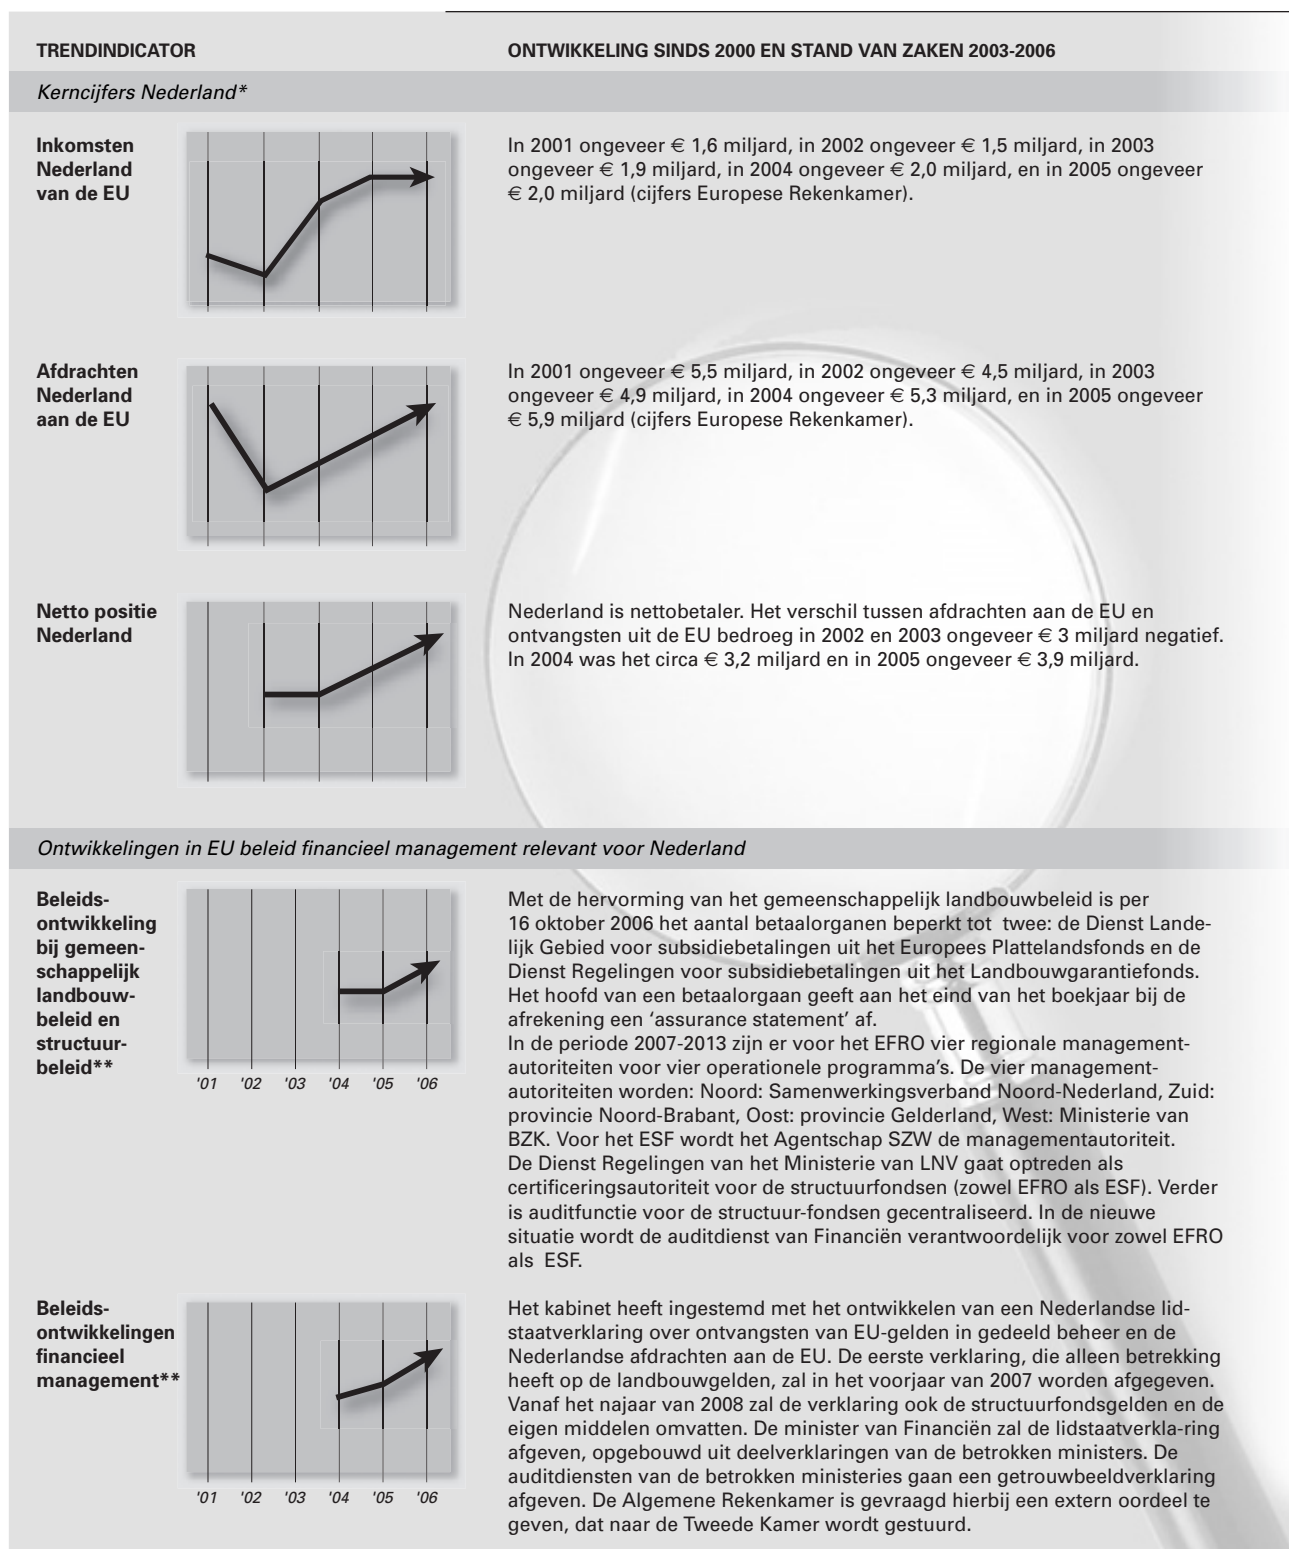 TRENDINDICATOR
ONTWIKKELING SINDS 2000 EN STAND VAN ZAKEN 2003-2006
Kerncijfers Nederland*
Inkomsten
Nederland
van de EU
In 2001 ongeveer € 1,6 miljard, in 2002 ongeveer € 1,5 miljard, in 2003
ongeveer € 1,9 miljard, in 2004 ongeveer € 2,0 miljard, en in 2005 ongeveer
€ 2,0 miljard (cijfers Europese Rekenkamer).
Afdrachten
Nederland
aan de EU
In 2001 ongeveer € 5,5 miljard, in 2002 ongeveer € 4,5 miljard, in 2003
ongeveer € 4,9 miljard, in 2004 ongeveer € 5,3 miljard, en in 2005 ongeveer
€ 5,9 miljard (cijfers Europese Rekenkamer).
Netto positie
Nederland
Nederland is nettobetaler. Het verschil tussen afdrachten aan de EU en
ontvangsten uit de EU bedroeg in 2002 en 2003 ongeveer € 3 miljard negatief.
In 2004 was het circa € 3,2 miljard en in 2005 ongeveer € 3,9 miljard.
Ontwikkelingen in EU beleid financieel management relevant voor Nederland
Beleids-
ontwikkeling
bij gemeen-
schappelijk
landbouw-
beleid en
structuur-
beleid**
'01 '02 '03 '04 '05 '06
Met de hervorming van het gemeenschappelijk landbouwbeleid is per
16 oktober 2006 het aantal betaalorganen beperkt tot twee: de Dienst Lande-
lijk Gebied voor subsidiebetalingen uit het Europees Plattelandsfonds en de
Dienst Regelingen voor subsidiebetalingen uit het Landbouwgarantiefonds.
Het hoofd van een betaalorgaan geeft aan het eind van het boekjaar bij de
afrekening een ‘assurance statement’ af.
In de periode 2007-2013 zijn er voor het EFRO vier regionale management-
autoriteiten voor vier operationele programma's. De vier management-
autoriteiten worden: Noord: Samenwerkingsverband Noord-Nederland, Zuid:
provincie Noord-Brabant, Oost: provincie Gelderland, West: Ministerie van
BZK. Voor het ESF wordt het Agentschap SZW de managementautoriteit.
De Dienst Regelingen van het Ministerie van LNV gaat optreden als
certificeringsautoriteit voor de structuurfondsen (zowel EFRO als ESF). Verder
is auditfunctie voor de structuur-fondsen gecentraliseerd. In de nieuwe
situatie wordt de auditdienst van Financiën verantwoordelijk voor zowel EFRO
als ESF.
Beleids-
ontwikkelingen
financieel
management**
'01 '02 '03 '04 '05 '06
Het kabinet heeft ingestemd met het ontwikkelen van een Nederlandse lid-
staatverklaring over ontvangsten van EU-gelden in gedeeld beheer en de
Nederlandse afdrachten aan de EU. De eerste verklaring, die alleen betrekking
heeft op de landbouwgelden, zal in het voorjaar van 2007 worden afgegeven.
Vanaf het najaar van 2008 zal de verklaring ook de structuurfondsgelden en de
eigen middelen omvatten. De minister van Financiën zal de lidstaatverkla-ring
afgeven, opgebouwd uit deelverklaringen van de betrokken ministers. De
auditdiensten van de betrokken ministeries gaan een getrouwbeeldverklaring
afgeven. De Algemene Rekenkamer is gevraagd hierbij een extern oordeel te
geven, dat naar de Tweede Kamer wordt gestuurd.